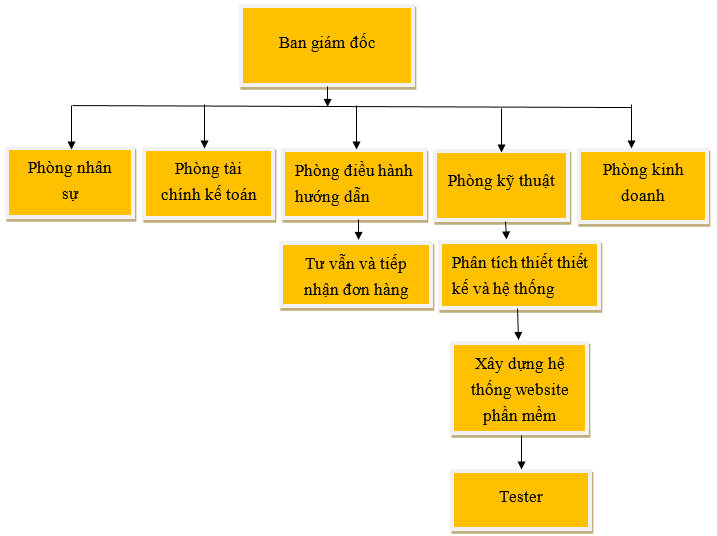 Ban giám đốc
Phòng nhân
sự
Phòng tài
chính kế toán
Phòng điều hành
hướng dẫn
Phòng kỹ thuật
Phòng kinh
doanh
Tư vẫn và tiếp
nhận đơn hàng
Phân tích thiết thiết
kế và hệ thống
Xây dựng hệ
thống website
phần mềm
Tester